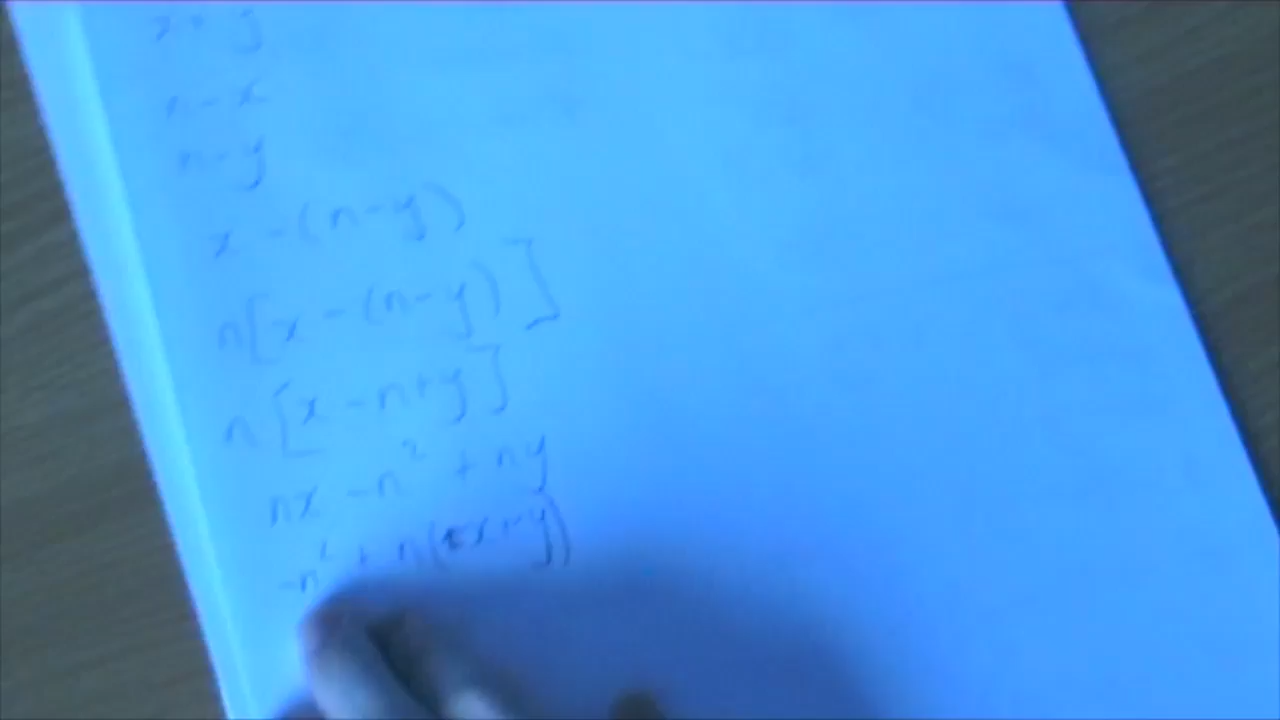 x + y
n - x
n - y
x - (n - y)
n[x - (n - y)]
n[x - n + y]
nx - n² + ny
-n² + n(x + y)